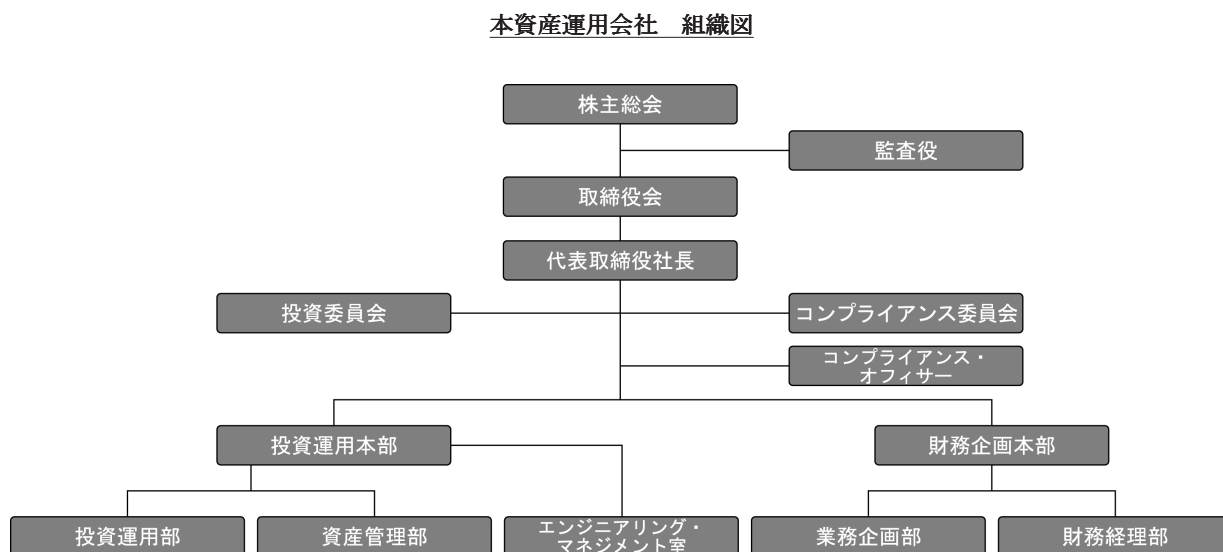 本資産運用会社　組織図
株主総会
監査役
取締役会
代表取締役社長
投資委員会
コンプライアンス委員会
コンプライアンス・
オフィサー
投資運用本部
財務企画本部
投資運用部
資産管理部
エンジニアリング・
マネジメント室
業務企画部
財務経理部